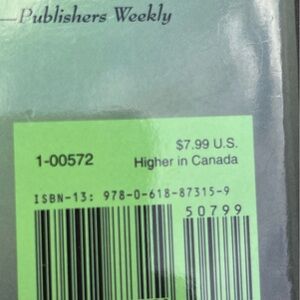 —Publishers Weekly
$7.99 U.S.
1-00572 Higher in Canada
ISBN-13: 978-0-618-87315-9
50799